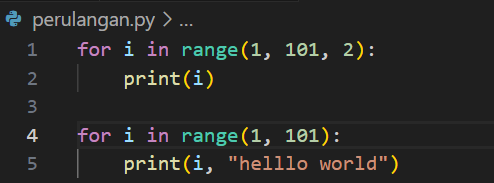 perulangan.py > ...
1 for i in range(1, 101, 2):
2     print(i)
3
4 for i in range(1, 101):
5     print(i, "helllo world")